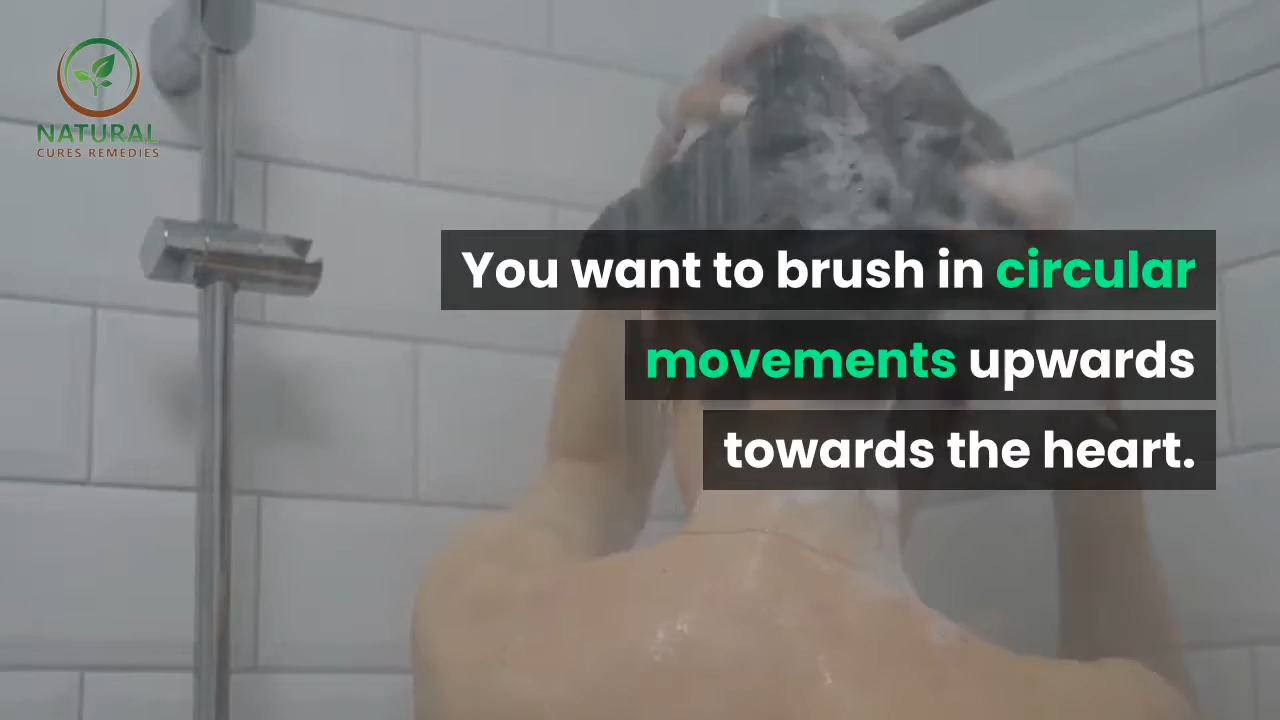 NATURAL
CURES REMEDIES
You want to brush in circular
movements upwards
towards the heart.